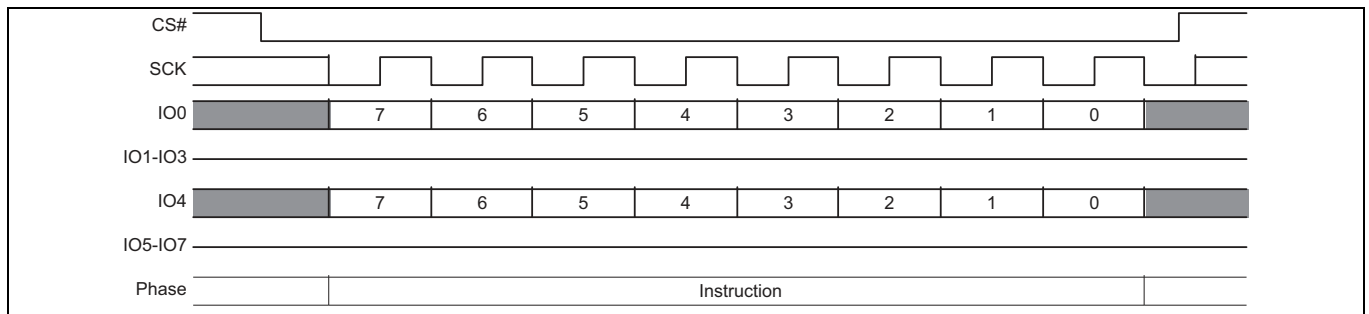 CS#
SCK
IO0 7 6 5 4 3 2 1 0
IO1-IO3
IO4 7 6 5 4 3 2 1 0
IO5-IO7
Phase Instruction